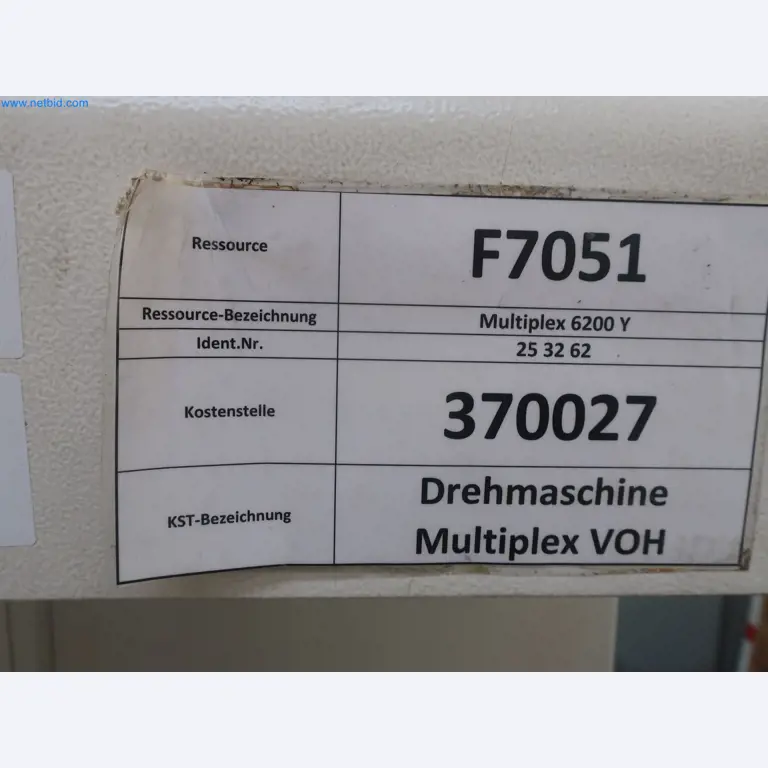 www.netbid.com
Ressource F7051
Ressource-Bezeichnung Multiplex 6200 Y
Ident.Nr. 25 32 62
Kostenstelle 370027
KST-Bezeichnung Drehmaschine
Multiplex VOH